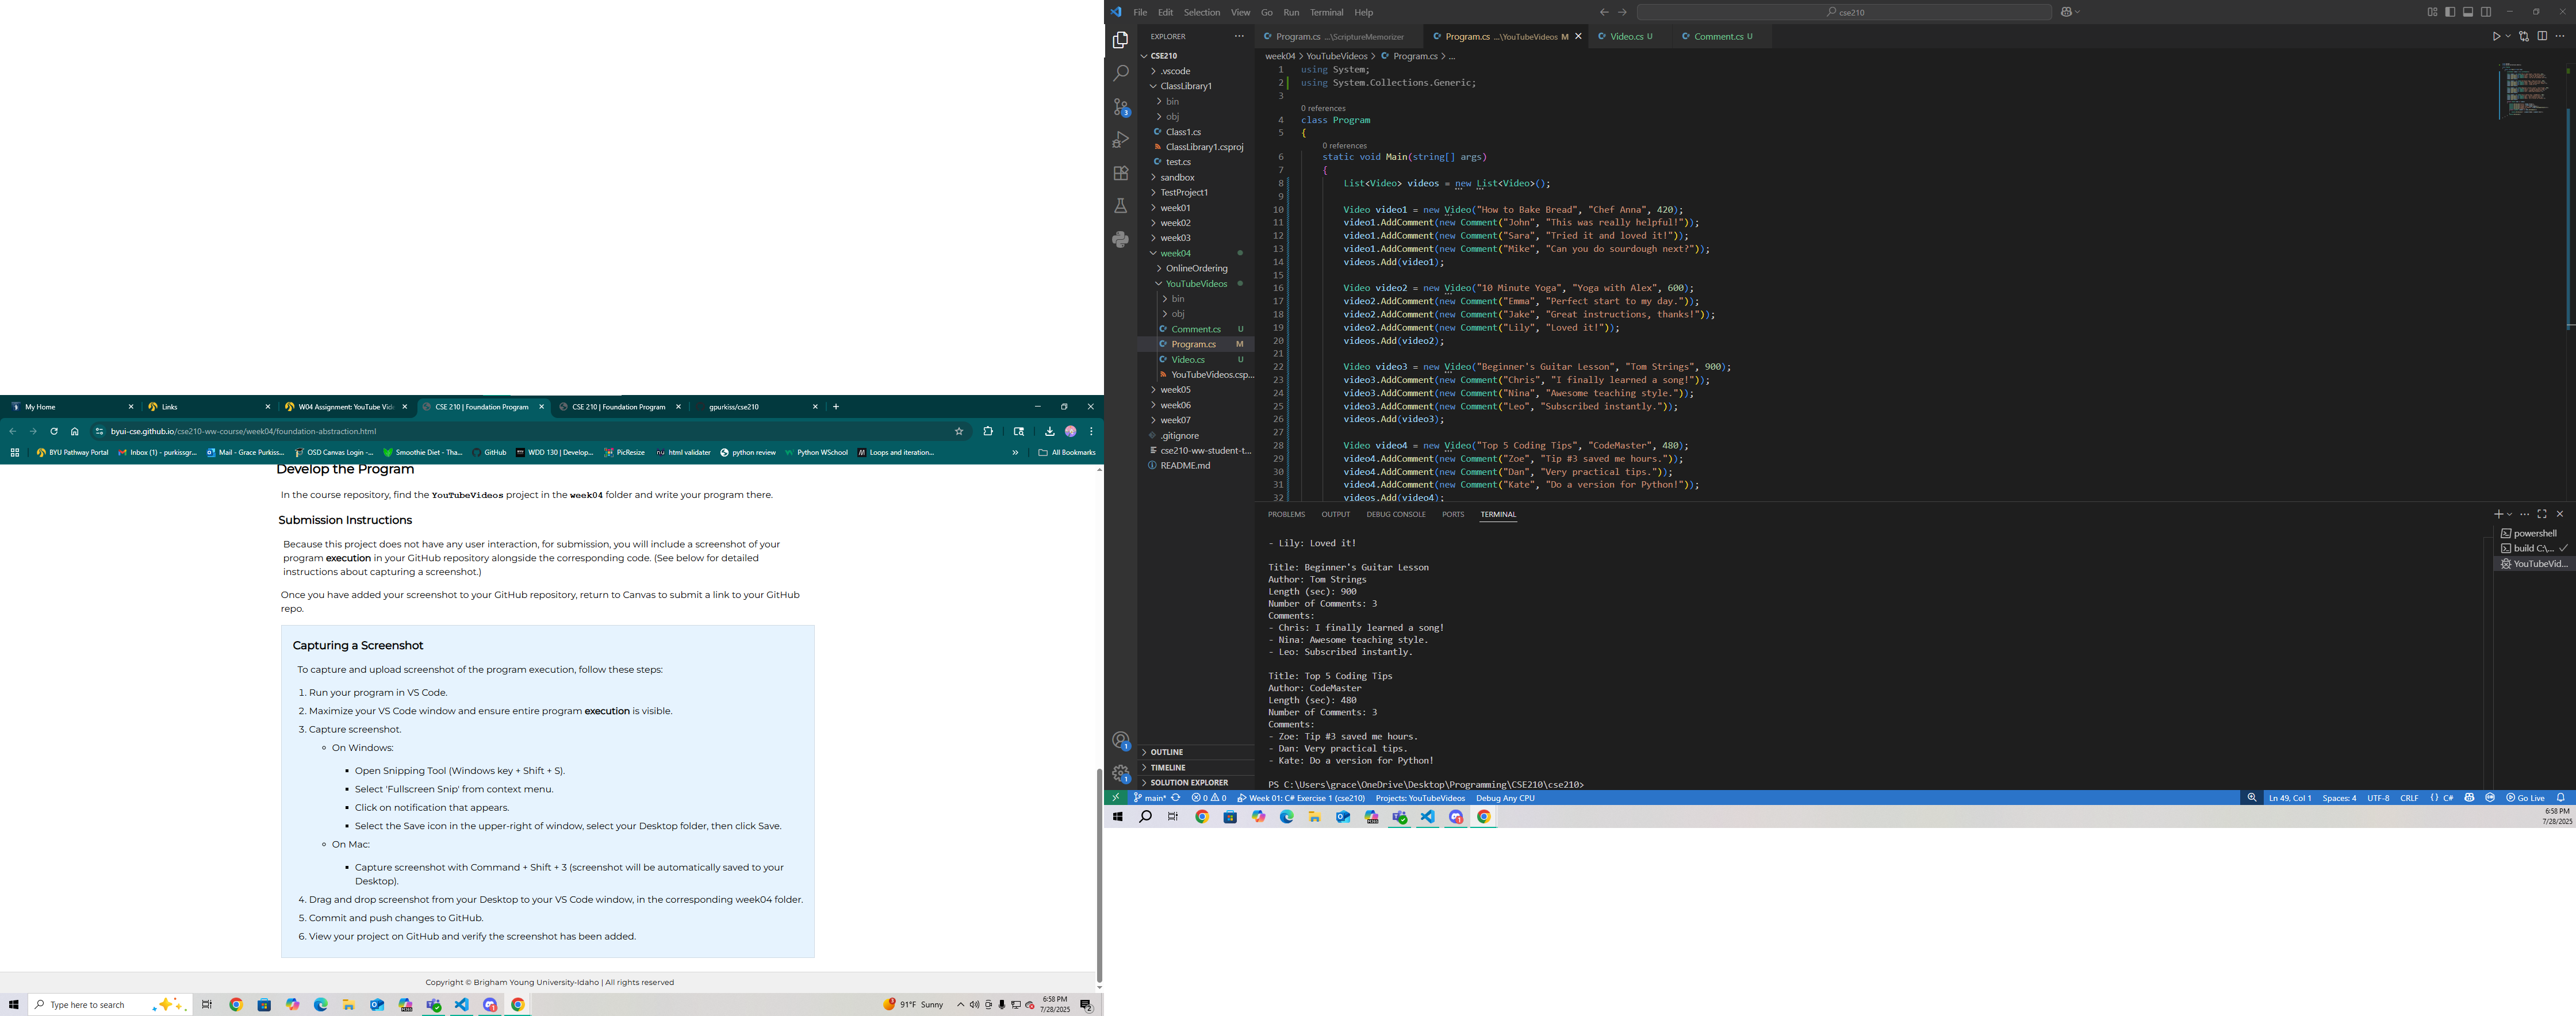 My Home
Links
W04 Assignment: YouTube Vide
CSE 210 | Foundation Program
CSE 210 | Foundation Program
gpurkiss/cse210
byui-cse.github.io/cse210-ww-course/week04/foundation-abstraction.html
BYU Pathway Portal
Inbox (1) - purkissgr...
Mail - Grace Purkiss...
OSD Canvas Login -...
Smoothie Diet - Tha...
GitHub
WDD 130 | Develop...
PicResize
html validater
python review
Python WSchool
Loops and iteration...
All Bookmarks
Develop the Program
In the course repository, find the YouTubeVideos project in the week04 folder and write your program there.
Submission Instructions
Because this project does not have any user interaction, for submission, you will include a screenshot of your
program execution in your GitHub repository alongside the corresponding code. (See below for detailed
instructions about capturing a screenshot.)
Once you have added your screenshot to your GitHub repository, return to Canvas to submit a link to your GitHub
repo.
Capturing a Screenshot
To capture and upload screenshot of the program execution, follow these steps:
1. Run your program in VS Code.
2. Maximize your VS Code window and ensure entire program execution is visible.
3. Capture screenshot.
On Windows:
Open Snipping Tool (Windows key + Shift + S).
Select 'Fullscreen Snip' from context menu.
Click on notification that appears.
Select the Save icon in the upper-right of window, select your Desktop folder, then click Save.
On Mac:
Capture screenshot with Command + Shift + 3 (screenshot will be automatically saved to your
Desktop).
4. Drag and drop screenshot from your Desktop to your VS Code window, in the corresponding week04 folder.
5. Commit and push changes to GitHub.
6. View your project on GitHub and verify the screenshot has been added.
Copyright © Brigham Young University-Idaho | All rights reserved
Type here to search
91°F Sunny
6:58 PM
7/28/2025
2
File Edit Selection View Go Run Terminal Help
cse210
EXPLORER
CSE210
.vscode
ClassLibrary1
bin
obj
Class1.cs
ClassLibrary1.csproj
test.cs
sandbox
TestProject1
week01
week02
week03
week04
OnlineOrdering
YouTubeVideos
bin
obj
Comment.cs U
Program.cs M
Video.cs U
YouTubeVideos.csp...
week05
week06
week07
.gitignore
cse210-ww-student-t...
README.md
OUTLINE
TIMELINE
SOLUTION EXPLORER
3
1
1
Program.cs ...\ScriptureMemorizer
Program.cs ...\YouTubeVideos M
Video.cs U
Comment.cs U
week04 > YouTubeVideos > Program.cs > ...
1 using System;
2 using System.Collections.Generic;
3
0 references
4 class Program
5 {
0 references
6 static void Main(string[] args)
7 {
8 List<Video> videos = new List<Video>();
9
10 Video video1 = new Video("How to Bake Bread", "Chef Anna", 420);
11 video1.AddComment(new Comment("John", "This was really helpful!"));
12 video1.AddComment(new Comment("Sara", "Tried it and loved it!"));
13 video1.AddComment(new Comment("Mike", "Can you do sourdough next?"));
14 videos.Add(video1);
15
16 Video video2 = new Video("10 Minute Yoga", "Yoga with Alex", 600);
17 video2.AddComment(new Comment("Emma", "Perfect start to my day."));
18 video2.AddComment(new Comment("Jake", "Great instructions, thanks!"));
19 video2.AddComment(new Comment("Lily", "Loved it!"));
20 videos.Add(video2);
21
22 Video video3 = new Video("Beginner's Guitar Lesson", "Tom Strings", 900);
23 video3.AddComment(new Comment("Chris", "I finally learned a song!"));
24 video3.AddComment(new Comment("Nina", "Awesome teaching style."));
25 video3.AddComment(new Comment("Leo", "Subscribed instantly."));
26 videos.Add(video3);
27
28 Video video4 = new Video("Top 5 Coding Tips", "CodeMaster", 480);
29 video4.AddComment(new Comment("Zoe", "Tip #3 saved me hours."));
30 video4.AddComment(new Comment("Dan", "Very practical tips."));
31 video4.AddComment(new Comment("Kate", "Do a version for Python!"));
32 videos.Add(video4);
PROBLEMS OUTPUT DEBUG CONSOLE PORTS TERMINAL
- Lily: Loved it!
Title: Beginner's Guitar Lesson
Author: Tom Strings
Length (sec): 900
Number of Comments: 3
Comments:
- Chris: I finally learned a song!
- Nina: Awesome teaching style.
- Leo: Subscribed instantly.
Title: Top 5 Coding Tips
Author: CodeMaster
Length (sec): 480
Number of Comments: 3
Comments:
- Zoe: Tip #3 saved me hours.
- Dan: Very practical tips.
- Kate: Do a version for Python!
PS C:\Users\grace\OneDrive\Desktop\Programming\CSE210\cse210>
powershell
build C:\...
YouTubeVid...
main* 0 0 Week 01: C# Exercise 1 (cse210) Projects: YouTubeVideos Debug Any CPU
Ln 49, Col 1 Spaces: 4 UTF-8 CRLF {} C# Go Live
6:58 PM
7/28/2025